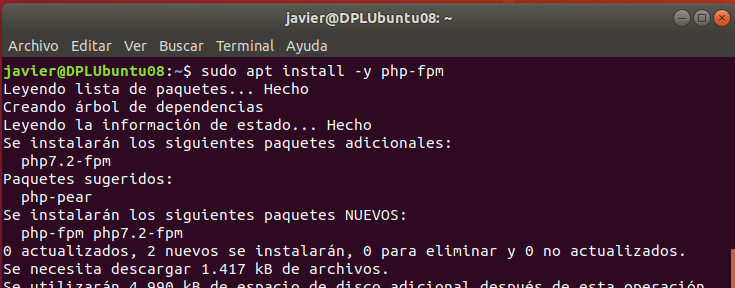 javier@DPLUbuntu08: ~
Archivo Editar Ver Buscar Terminal Ayuda
javier@DPLUbuntu08:~$ sudo apt install -y php-fpm
Leyendo lista de paquetes... Hecho
Creando árbol de dependencias
Leyendo la información de estado... Hecho
Se instalarán los siguientes paquetes adicionales:
  php7.2-fpm
Paquetes sugeridos:
  php-pear
Se instalarán los siguientes paquetes NUEVOS:
  php-fpm php7.2-fpm
0 actualizados, 2 nuevos se instalarán, 0 para eliminar y 0 no actualizados.
Se necesita descargar 1.417 kB de archivos.
Se utilizarán 4.990 kB de espacio de disco adicional después de esta operación.